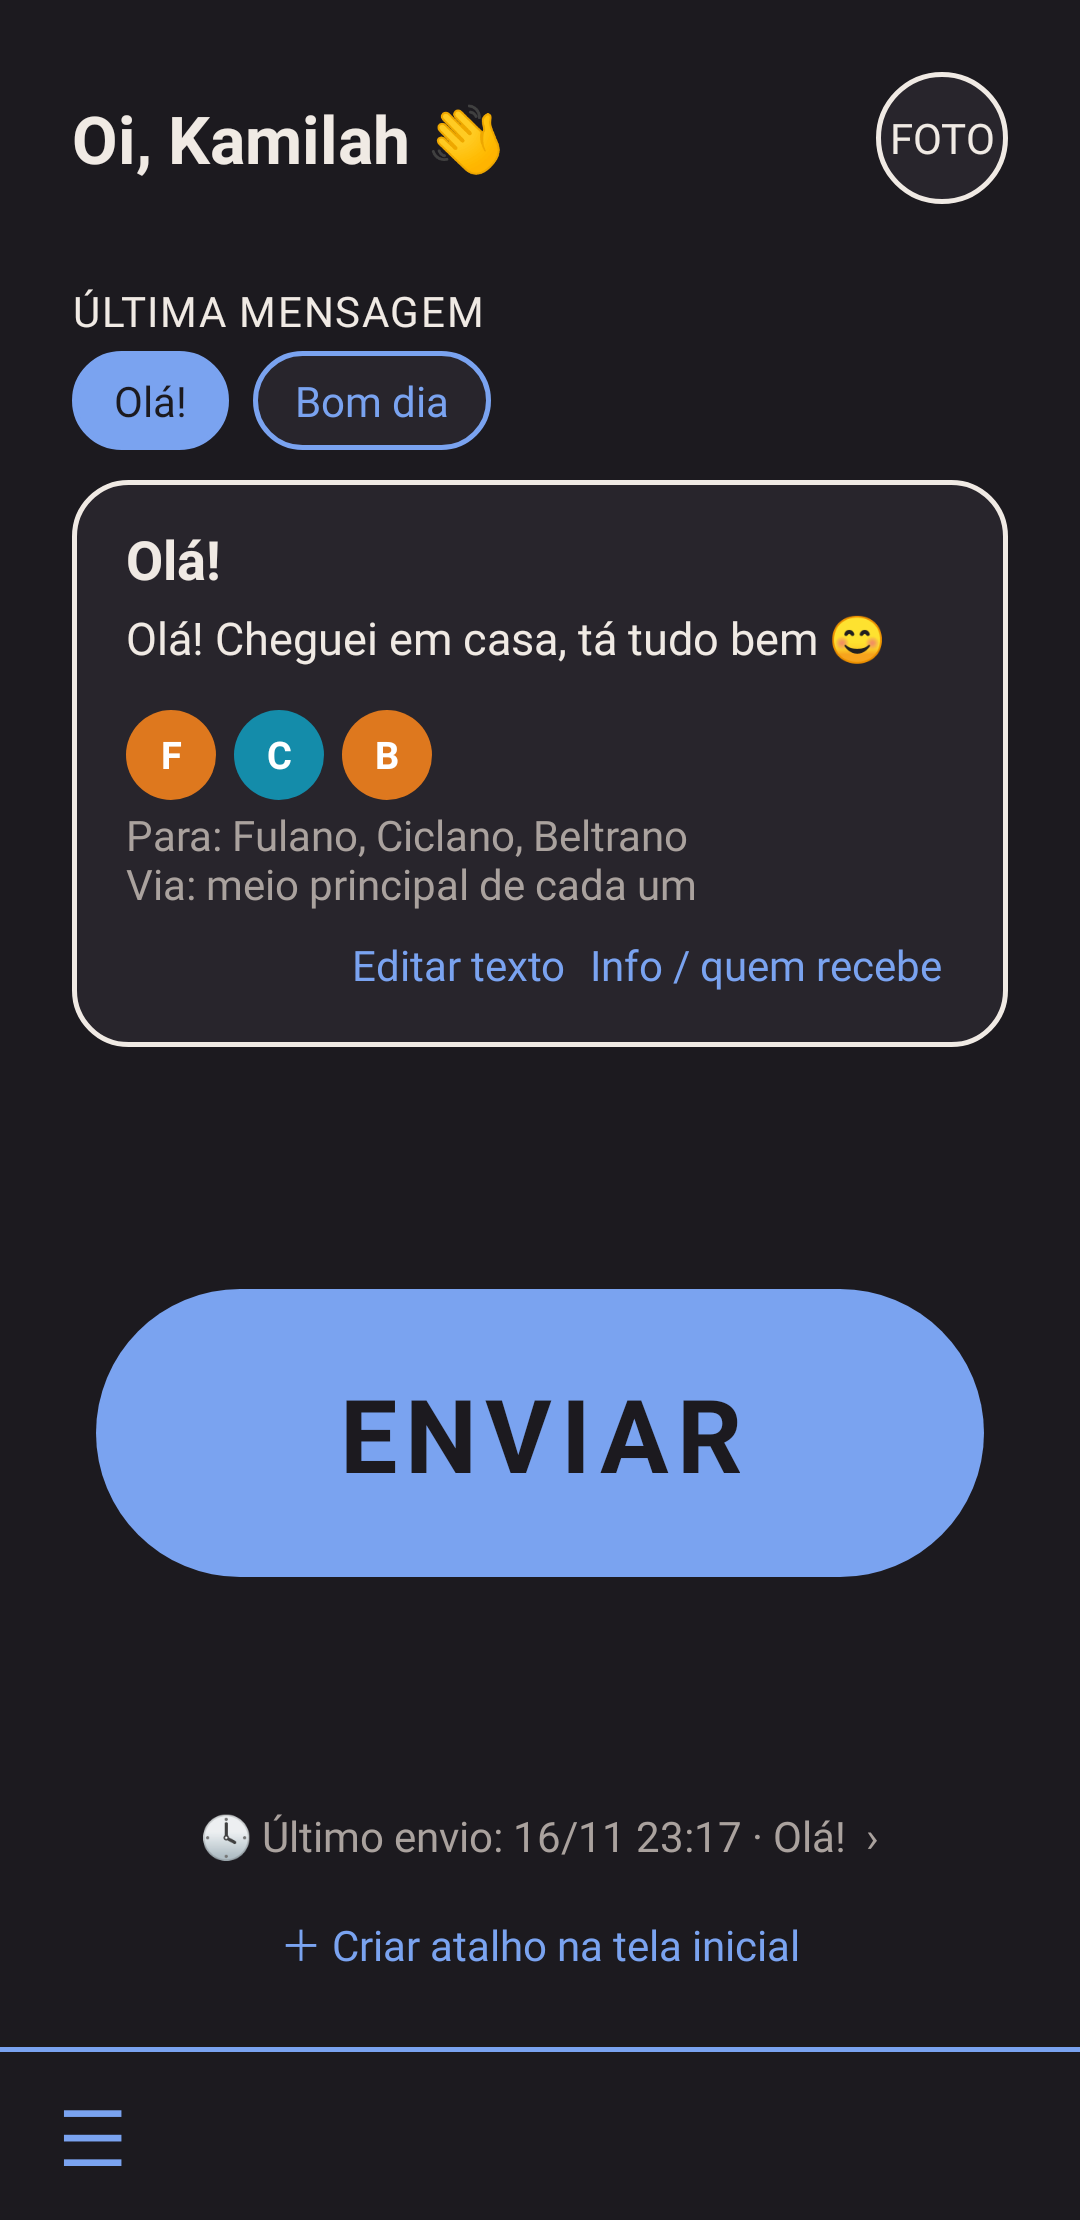 Oi, Kamilah 👋
FOTO
ÚLTIMA MENSAGEM
Olá!
Bom dia
Olá!
Olá! Cheguei em casa, tá tudo bem 😊
F C B
Para: Fulano, Ciclano, Beltrano
Via: meio principal de cada um
Editar texto Info / quem recebe
ENVIAR
🕓 Último envio: 16/11 23:17 · Olá! ›
+ Criar atalho na tela inicial